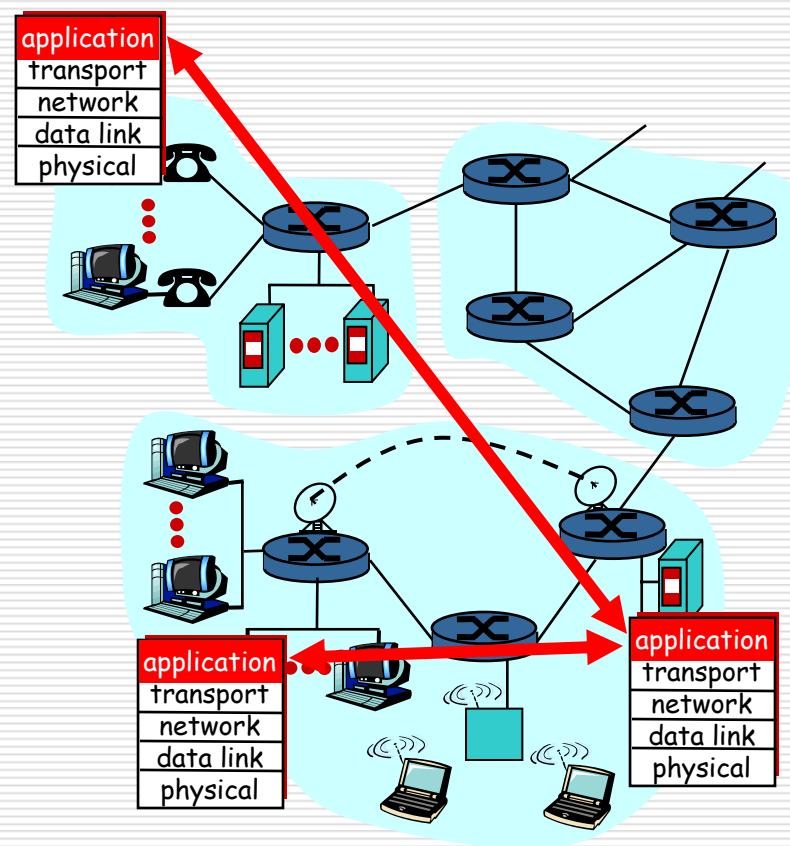 application
transport
network
data link
physical
application
transport
network
data link
physical
application
transport
network
data link
physical